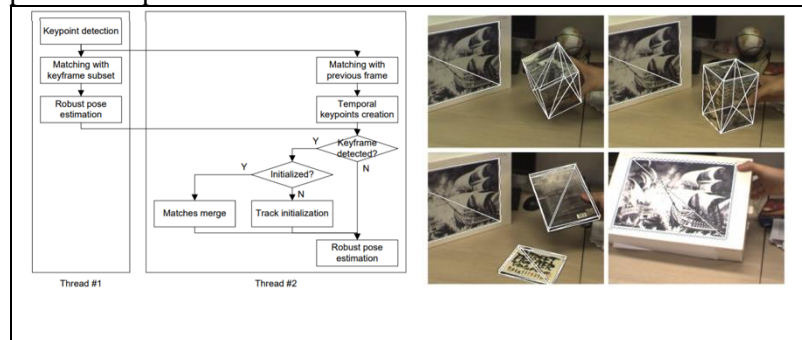 Keypoint detection
Matching with
keyframe subset
Robust pose
estimation
Matching with
previous frame
Temporal
keypoints creation
Keyframe
detected?
Y
N
Initialized?
Y
N
Matches merge
Track initialization
Robust pose
estimation
Thread #1
Thread #2